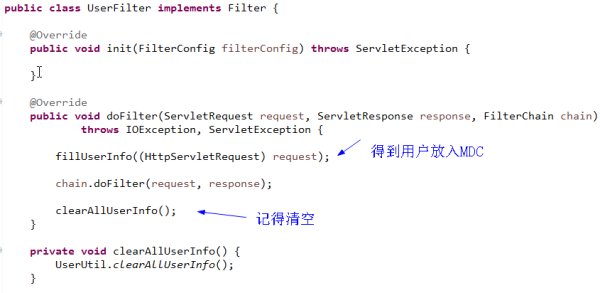 public class UserFilter implements Filter {
@Override
public void init(FilterConfig filterConfig) throws ServletException {
}
@Override
public void doFilter(ServletRequest request, ServletResponse response, FilterChain chain)
throws IOException, ServletException {
fillUserInfo((HttpServletRequest) request);
得到用户放入MDC
chain.doFilter(request, response);
clearAllUserInfo();
记得清空
}
private void clearAllUserInfo() {
UserUtil.clearAllUserInfo();
}